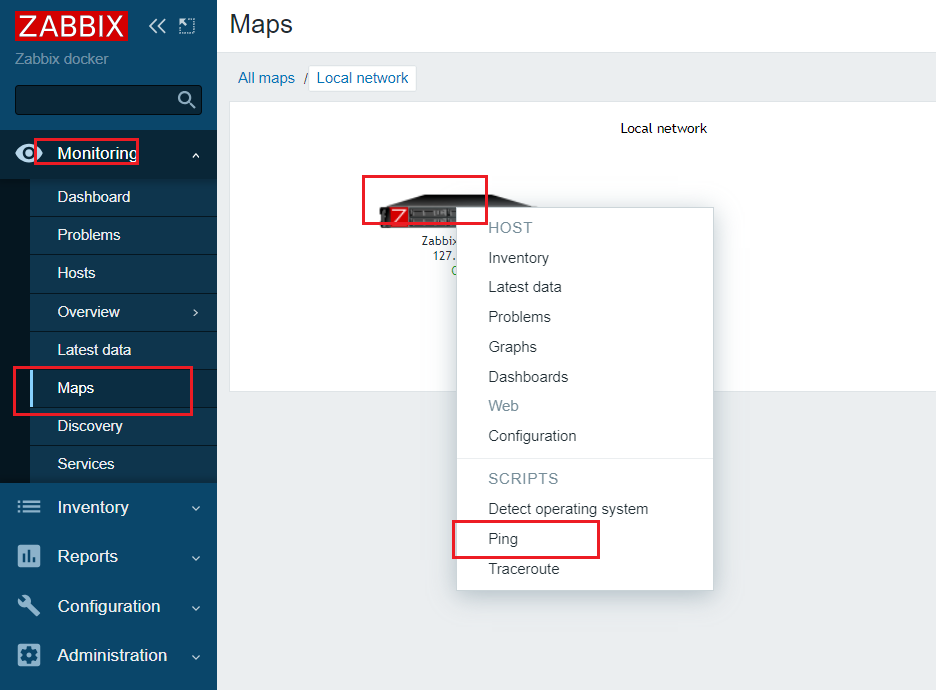 ZABBIX
Zabbix docker
Monitoring
Dashboard
Problems
Hosts
Overview
Latest data
Maps
Discovery
Services
Inventory
Reports
Configuration
Administration
Maps
All maps / Local network
Local network
Z
Zabbix
127.
HOST
Inventory
Latest data
Problems
Graphs
Dashboards
Web
Configuration
SCRIPTS
Detect operating system
Ping
Traceroute